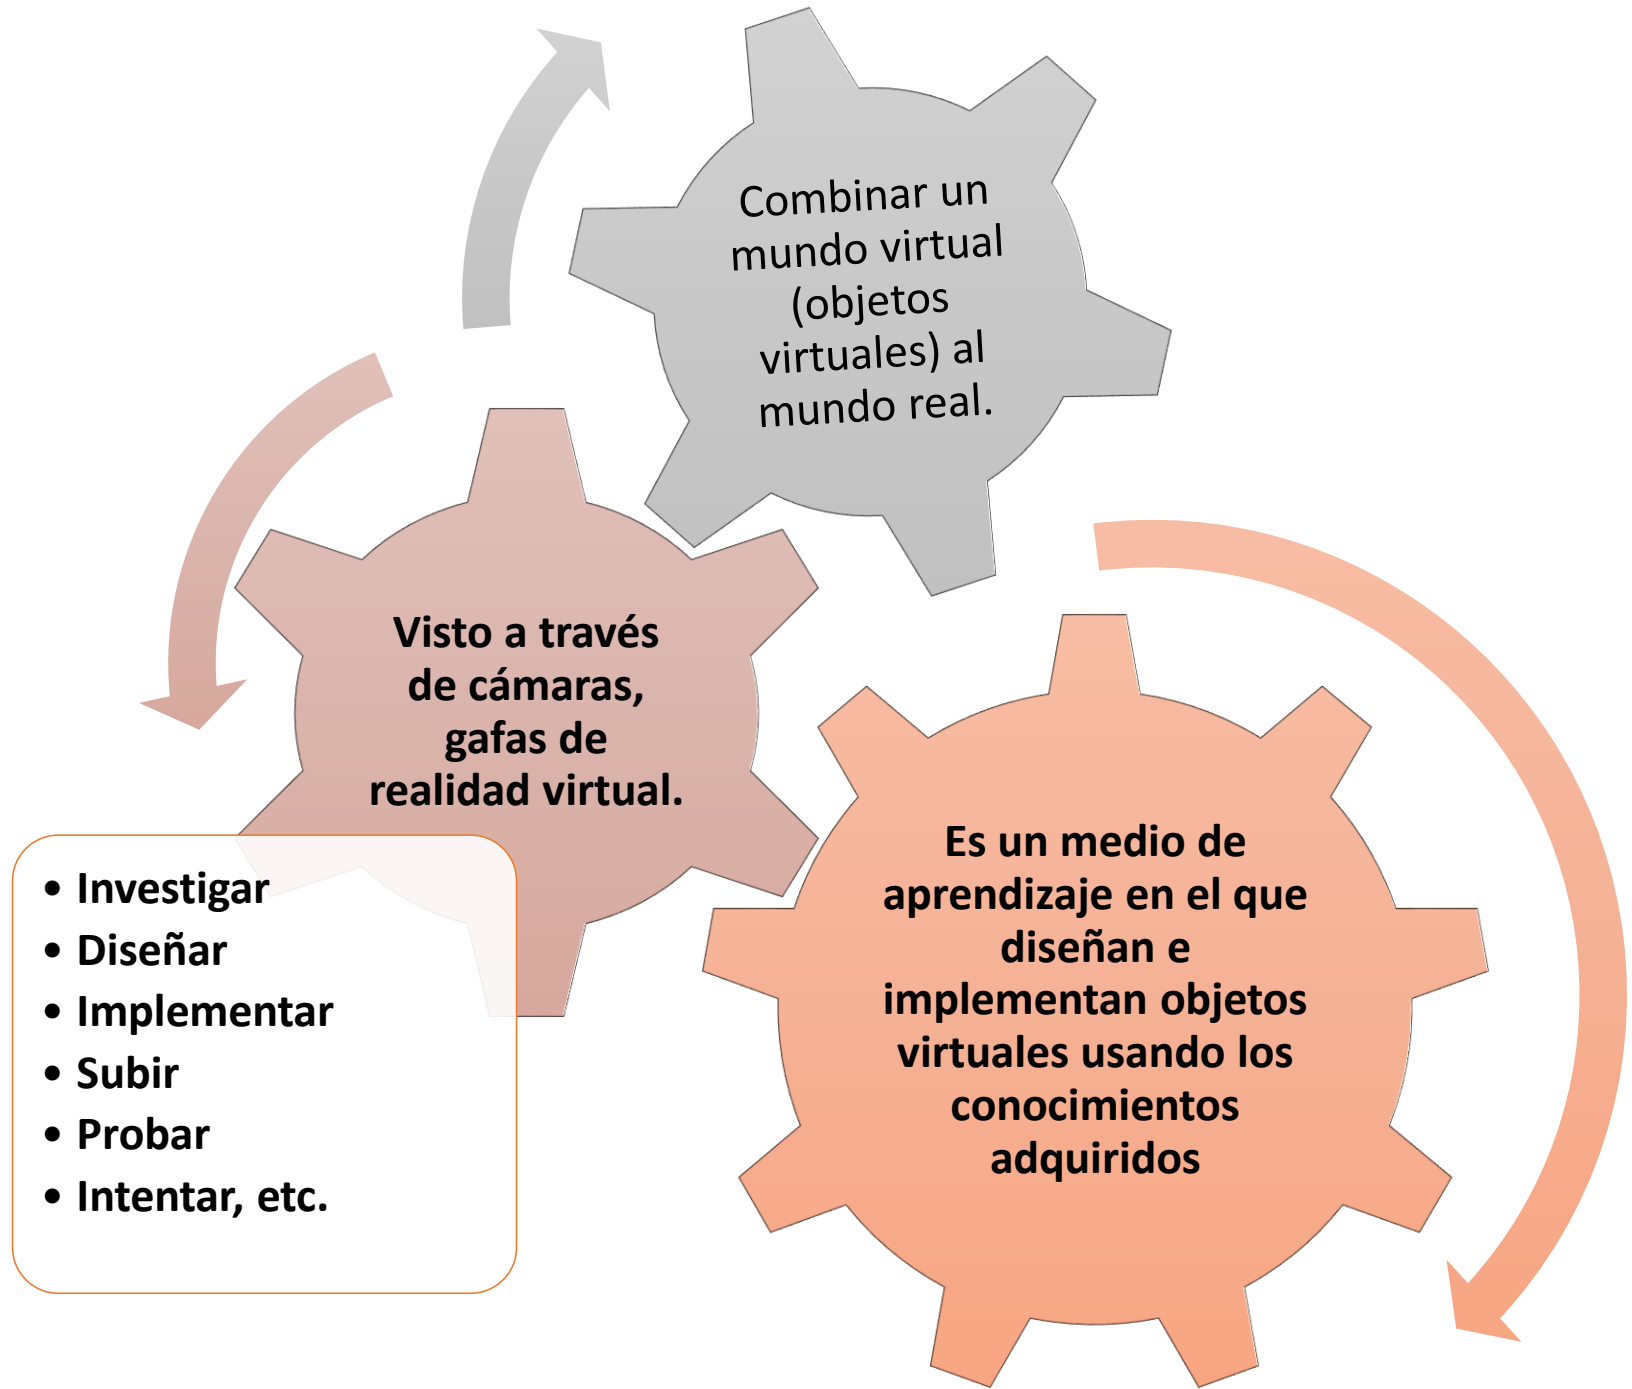 Combinar un
mundo virtual
(objetos
virtuales) al
mundo real.
Visto a través
de cámaras,
gafas de
realidad virtual.
• Investigar
• Diseñar
• Implementar
• Subir
• Probar
• Intentar, etc.
Es un medio de
aprendizaje en el que
diseñan e
implementan objetos
virtuales usando los
conocimientos
adquiridos